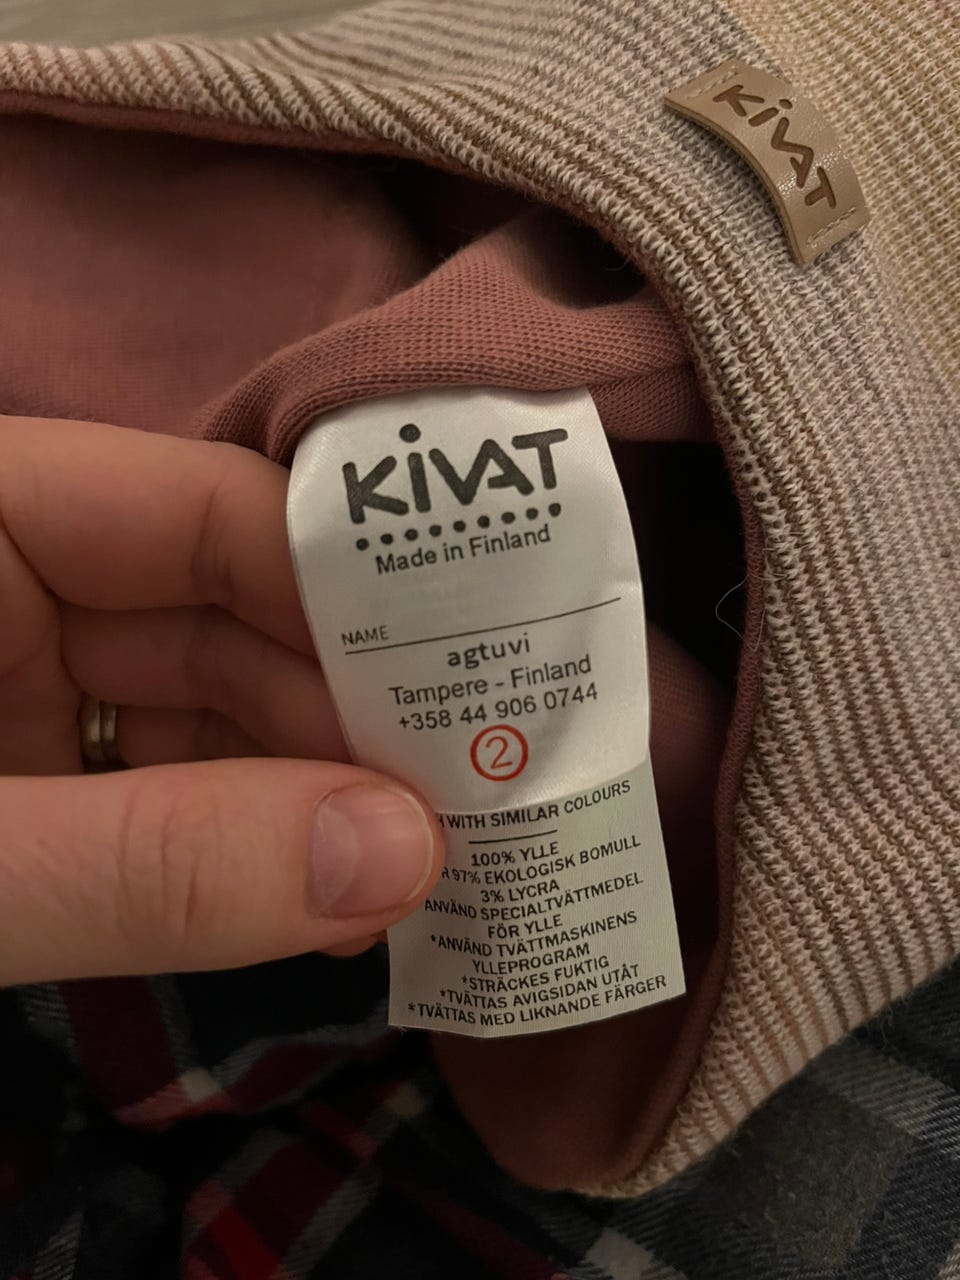 KiVAT
KiVAT
Made in Finland
NAME
agtuvi
Tampere - Finland
+358 44 906 0744
2
WITH SIMILAR COLOURS
100% YLLE
97% EKOLOGISK BOMULL
3% LYCRA
ANVÄND SPECIALTVÄTTMEDEL
FÖR YLLE
*ANVÄND TVÄTTMASKINENS
YLLEPROGRAM
*STRÄCKES FUKTIG
*TVÄTTAS AVIGSIDAN UTÅT
*TVÄTTAS MED LIKNANDE FÄRGER